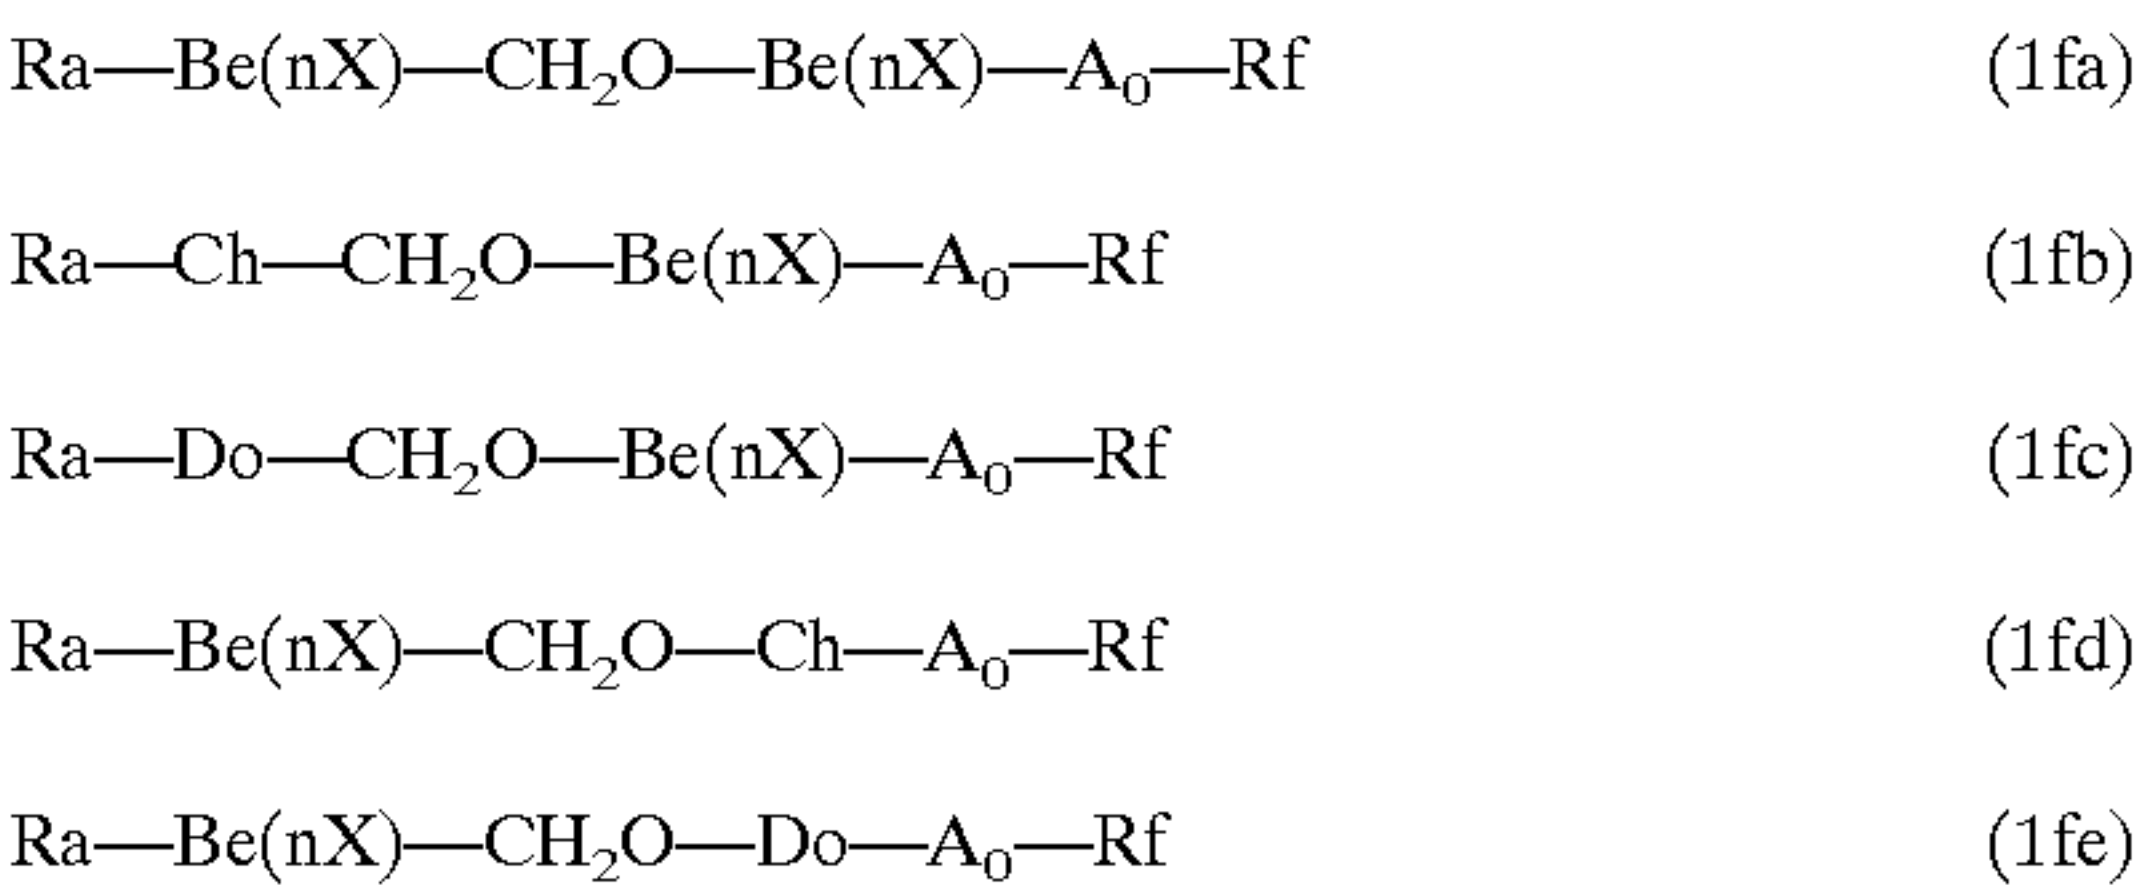 Ra—Be(nX)—CH₂O—Be(nX)—A₀—Rf (1fa)
Ra—Ch—CH₂O—Be(nX)—A₀—Rf (1fb)
Ra—Do—CH₂O—Be(nX)—A₀—Rf (1fc)
Ra—Be(nX)—CH₂O—Ch—A₀—Rf (1fd)
Ra—Be(nX)—CH₂O—Do—A₀—Rf (1fe)